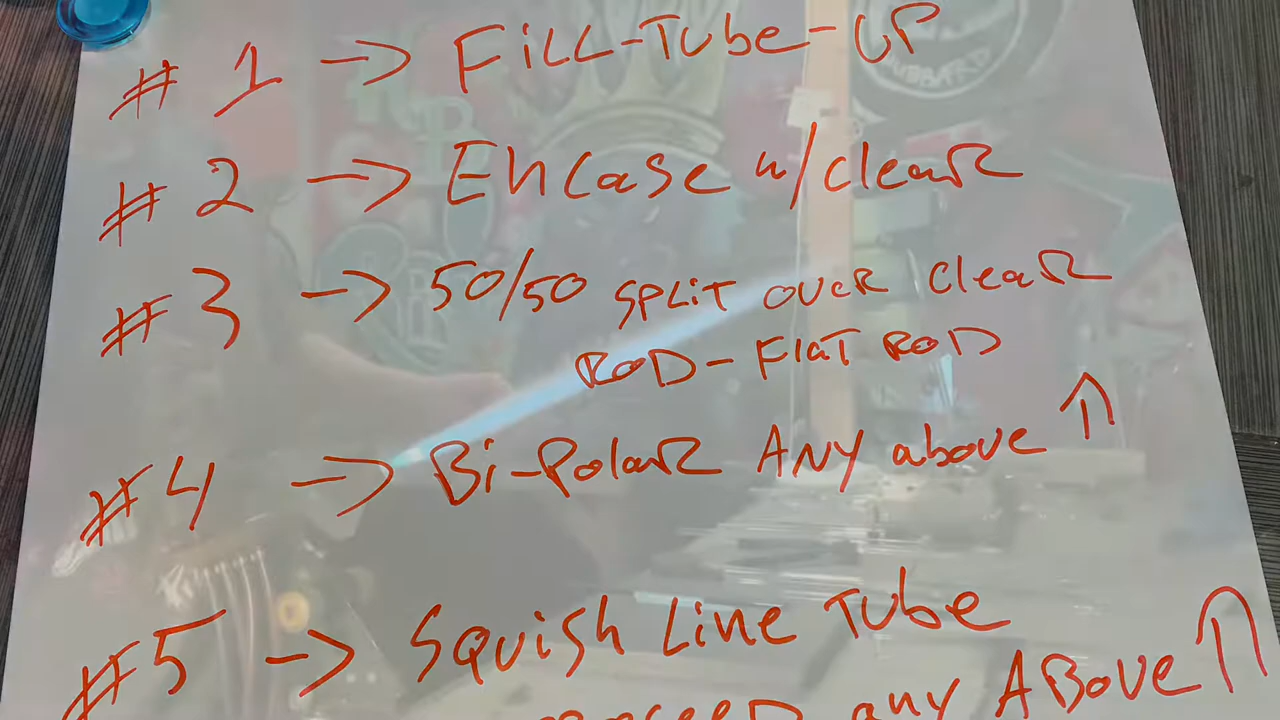 #1 → FiLL-Tube-UP
#2 → EnCase w/clear
#3 → 50/50 SPLiT OVER Clear
ROD-FlaT ROD
#4 → Bi-Polar ANY above ↑
#5 → Squish Line Tube
any ABove ↑